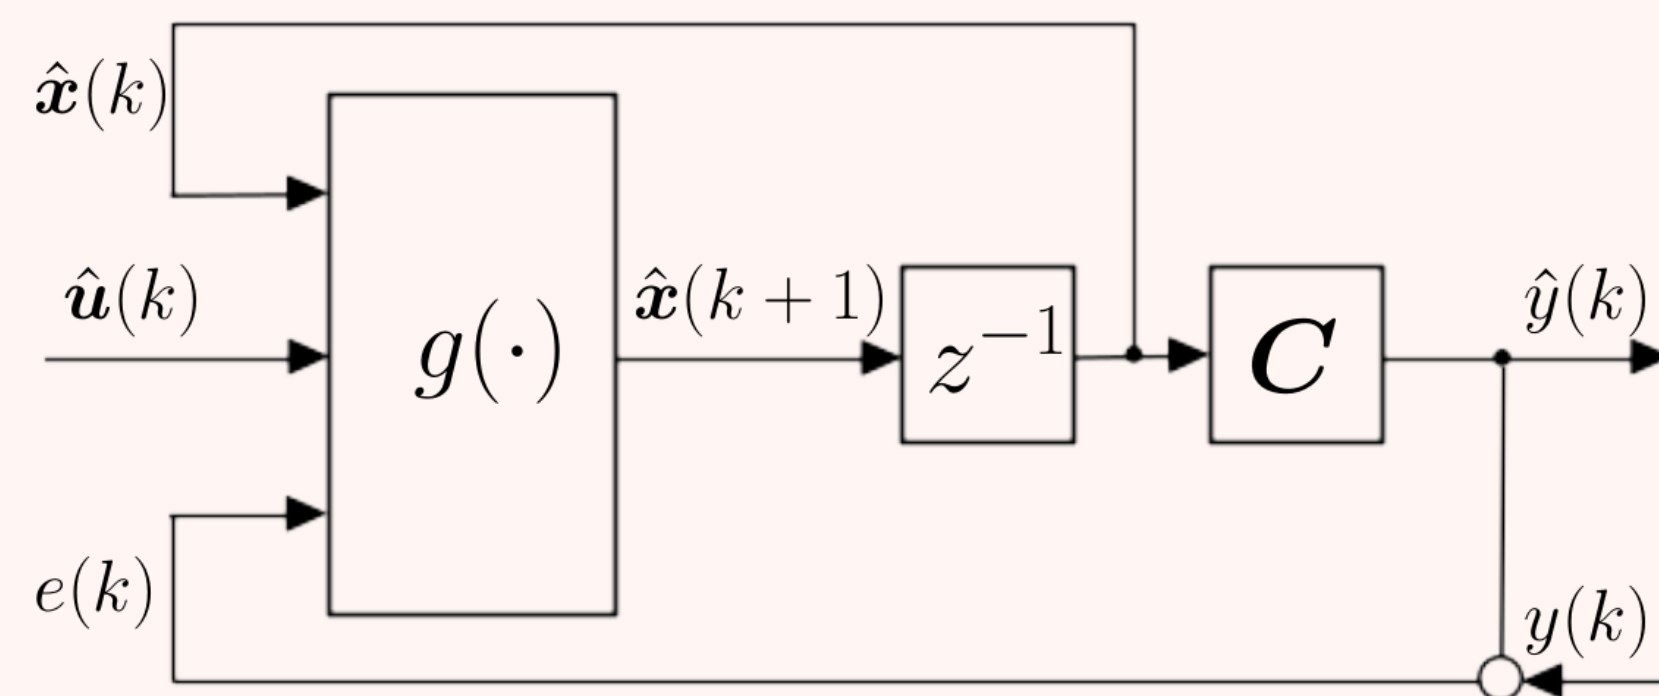 x̂(k)
û(k)
x̂(k + 1)
ŷ(k)
g(·)
z⁻¹
C
e(k)
y(k)